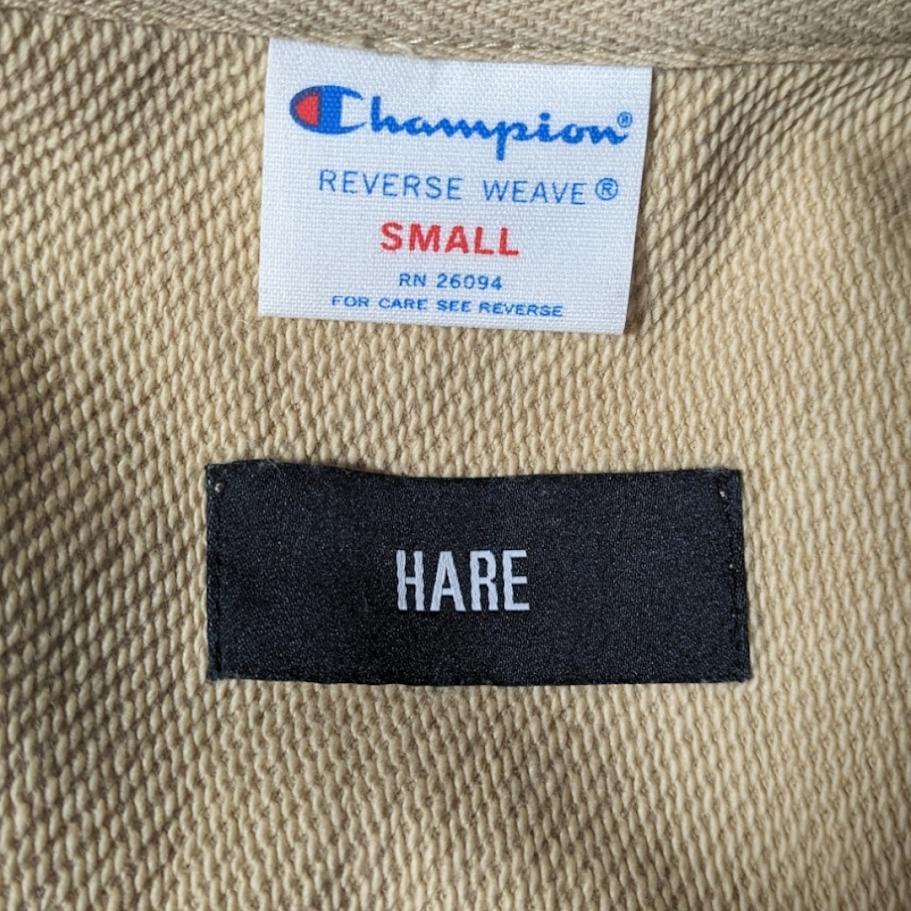 Champion®
REVERSE WEAVE®
SMALL
RN 26094
FOR CARE SEE REVERSE
HARE